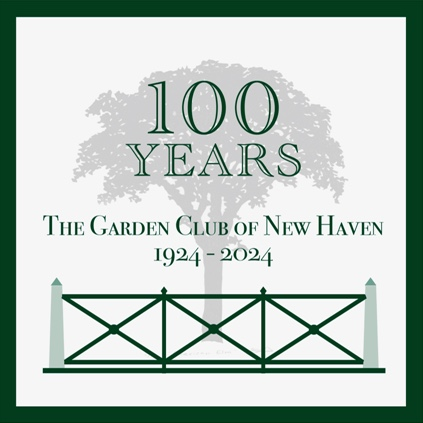 100
YEARS
THE GARDEN CLUB OF NEW HAVEN
1924 - 2024